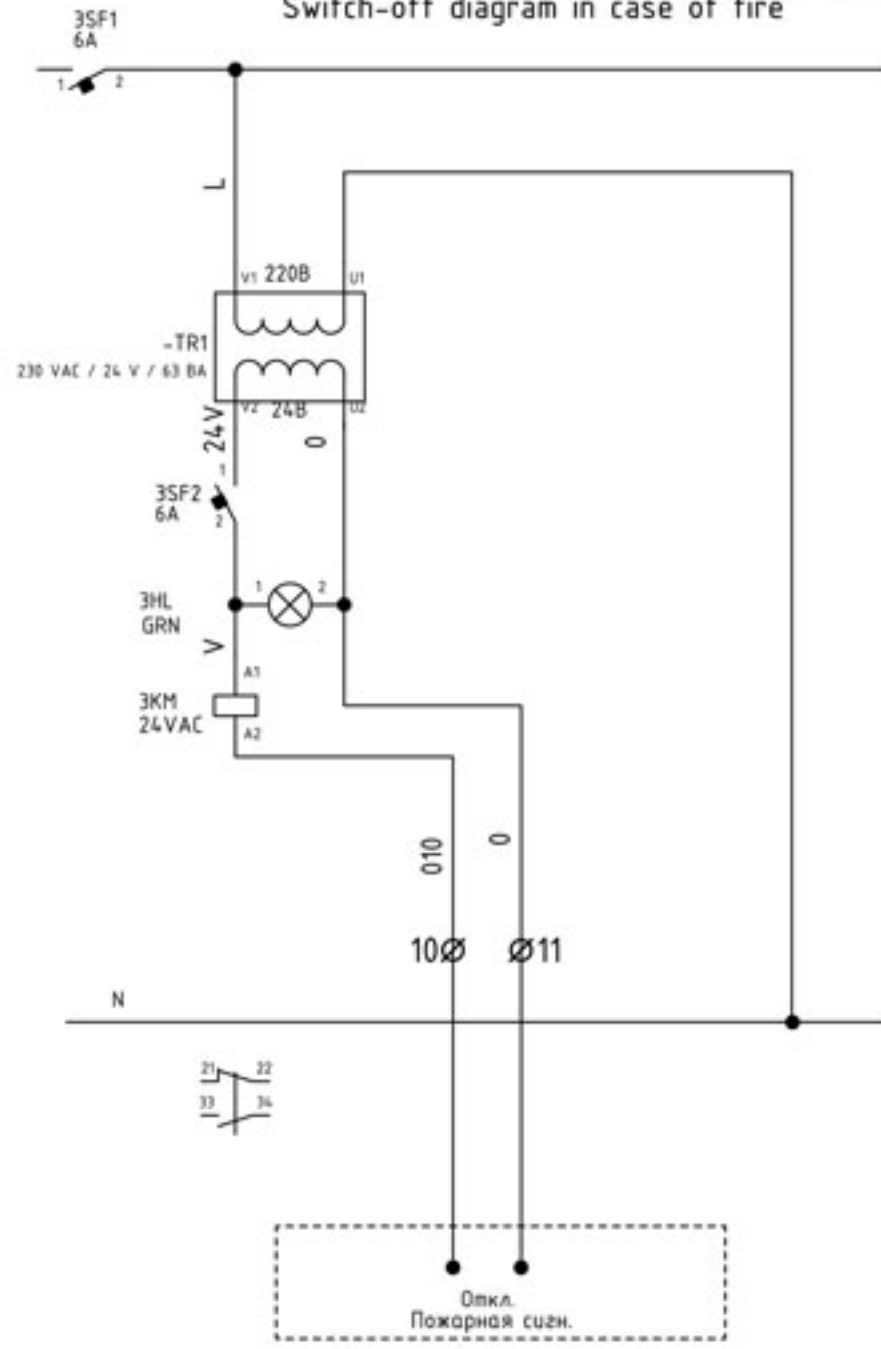 Switch-off diagram in case of fire
3SF1
6A
1
2
L
V1 220В U1
-TR1
230 VAC / 24 V / 63 ВА
V2 24В U2
24V
0
1
3SF2
6A
2
1 2
3HL
GRN
V
A1
3KM
24VAC
A2
010
0
10 11
N
21 22
33 34
Откл.
Пожарная сигн.